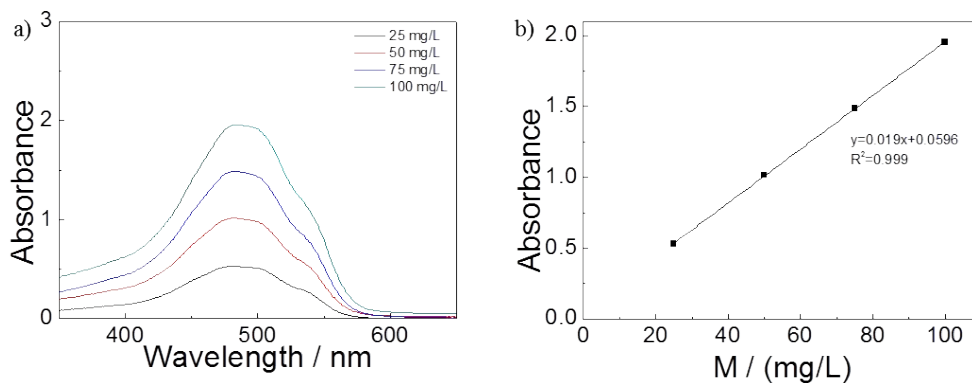 a)
3
2
1
0
Absorbance
400
500
600
Wavelength / nm
25 mg/L
50 mg/L
75 mg/L
100 mg/L
b)
2.0
1.5
1.0
0.5
0.0
Absorbance
0
20
40
60
80
100
M / (mg/L)
y=0.019x+0.0596
R²=0.999